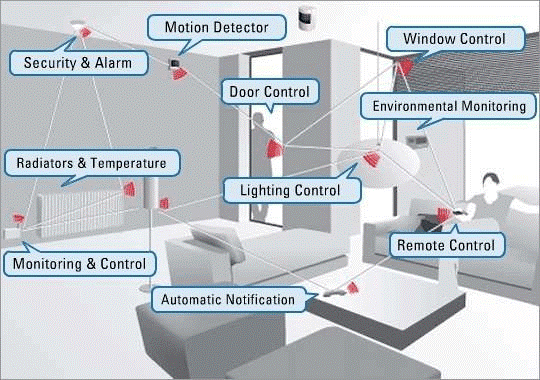 Motion Detector
Window Control
Security & Alarm
Door Control
Environmental Monitoring
Radiators & Temperature
Lighting Control
Remote Control
Monitoring & Control
Automatic Notification